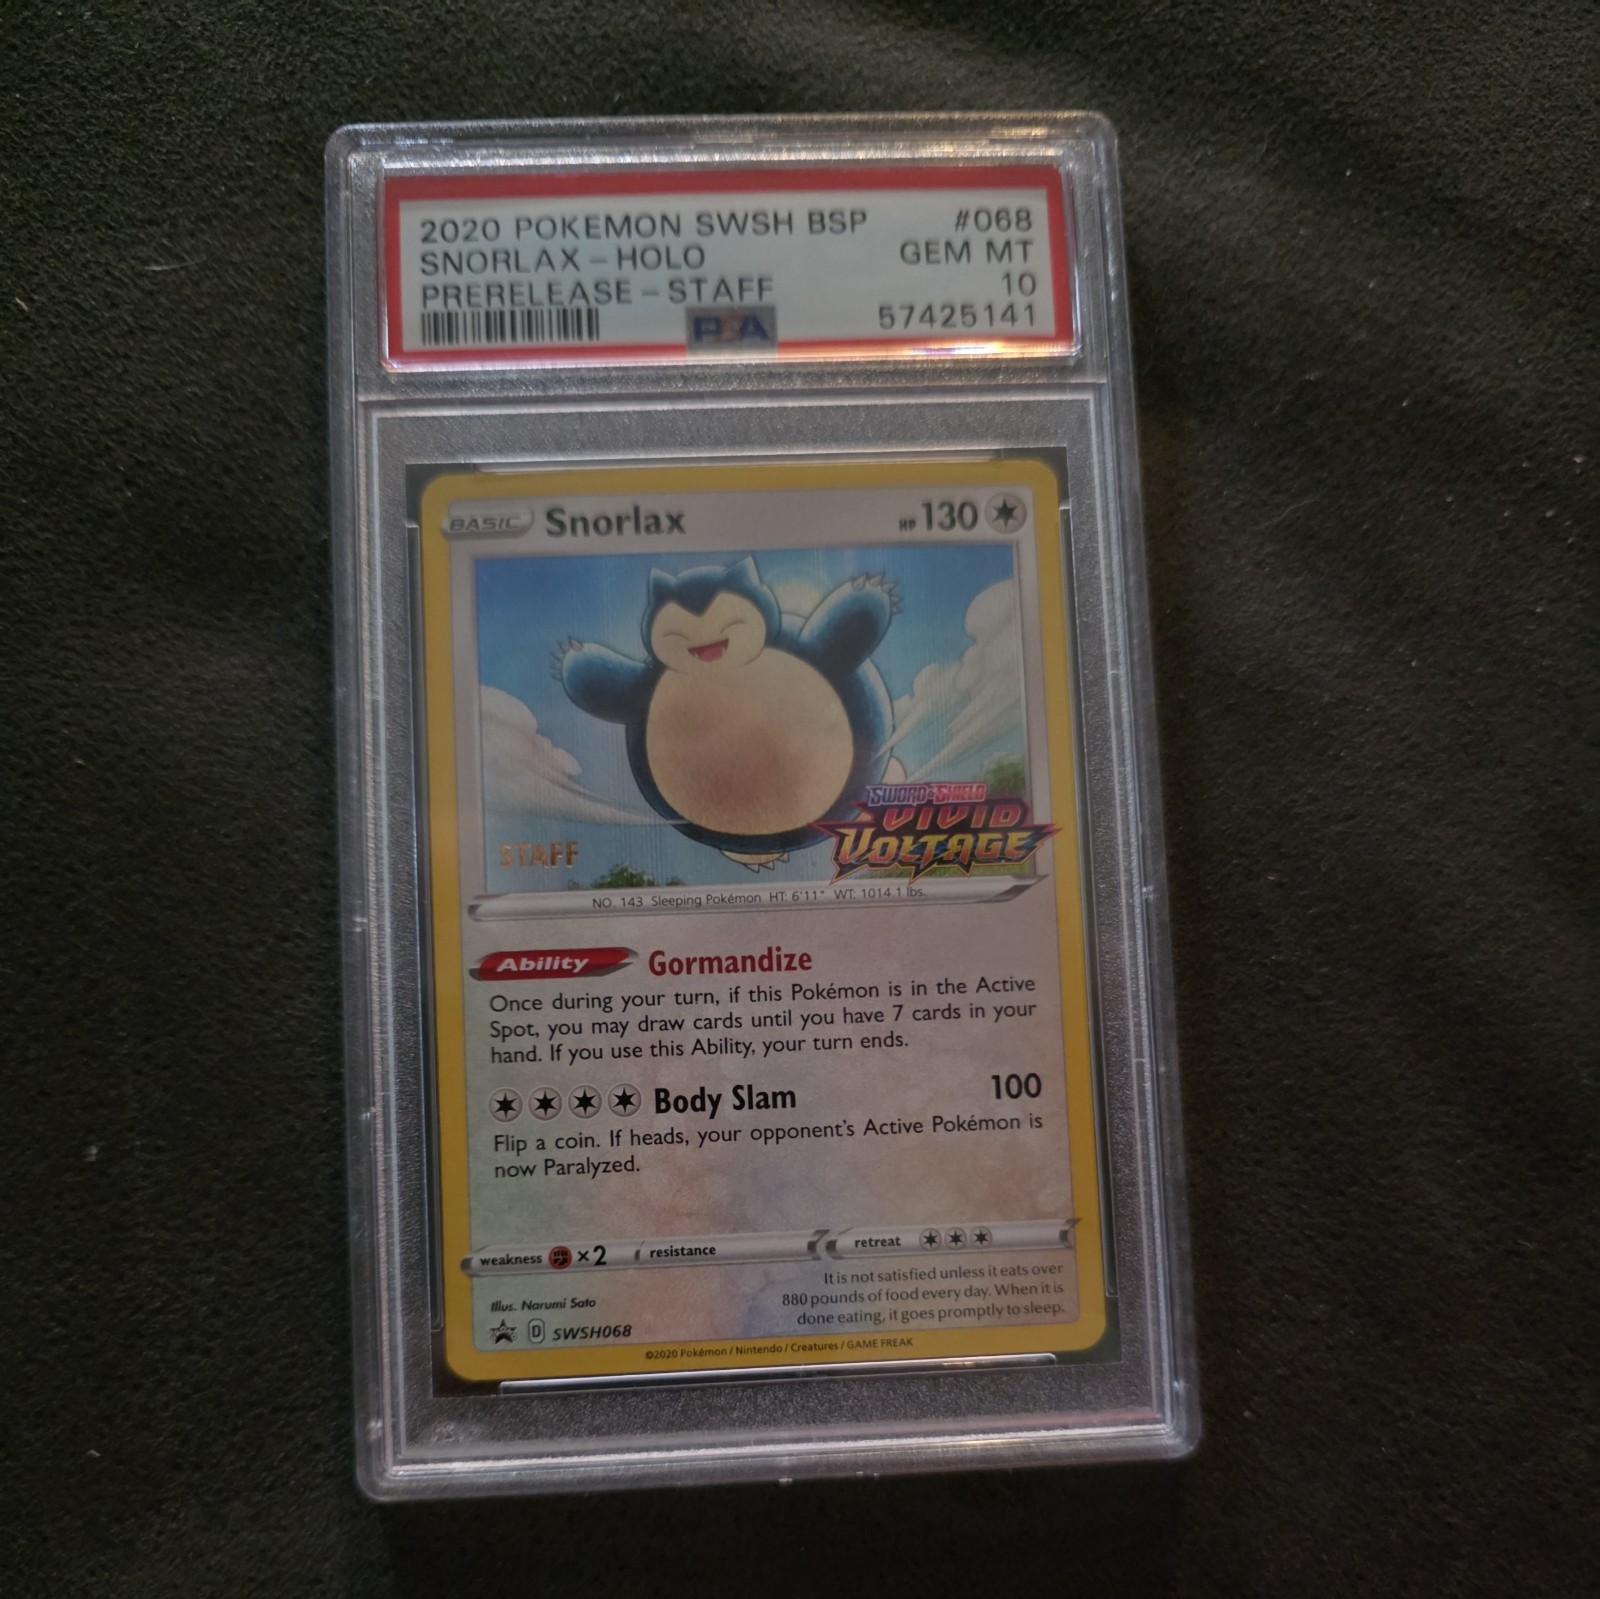 2020 POKEMON SWSH BSP #068
SNORLAX - HOLO GEM MT
PRERELEASE - STAFF 10
PSA 57425141
BASIC Snorlax HP 130
SWORD & SHIELD
VIVID
VOLTAGE
STAFF
NO. 143 Sleeping Pokémon HT: 6'11" WT: 1014.1 lbs.
Ability Gormandize
Once during your turn, if this Pokémon is in the Active
Spot, you may draw cards until you have 7 cards in your
hand. If you use this Ability, your turn ends.
Body Slam 100
Flip a coin. If heads, your opponent's Active Pokémon is
now Paralyzed.
weakness ×2 resistance retreat
It is not satisfied unless it eats over
880 pounds of food every day. When it is
done eating, it goes promptly to sleep.
Illus. Narumi Sato
D SWSH068
©2020 Pokémon / Nintendo / Creatures / GAME FREAK